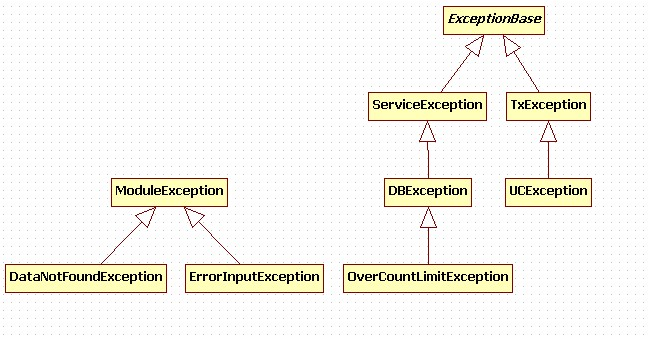 ExceptionBase
ServiceException
TxException
ModuleException
DBException
UCException
DataNotFoundException
ErrorInputException
OverCountLimitException